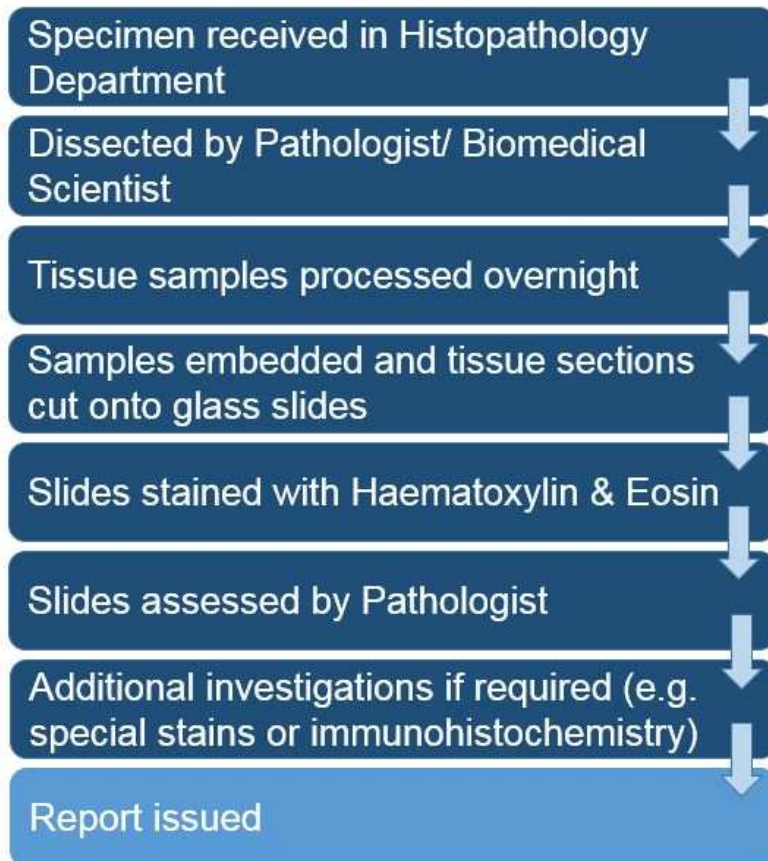 Specimen received in Histopathology
Department
Dissected by Pathologist/ Biomedical
Scientist
Tissue samples processed overnight
Samples embedded and tissue sections
cut onto glass slides
Slides stained with Haematoxylin & Eosin
Slides assessed by Pathologist
Additional investigations if required (e.g.
special stains or immunohistochemistry)
Report issued